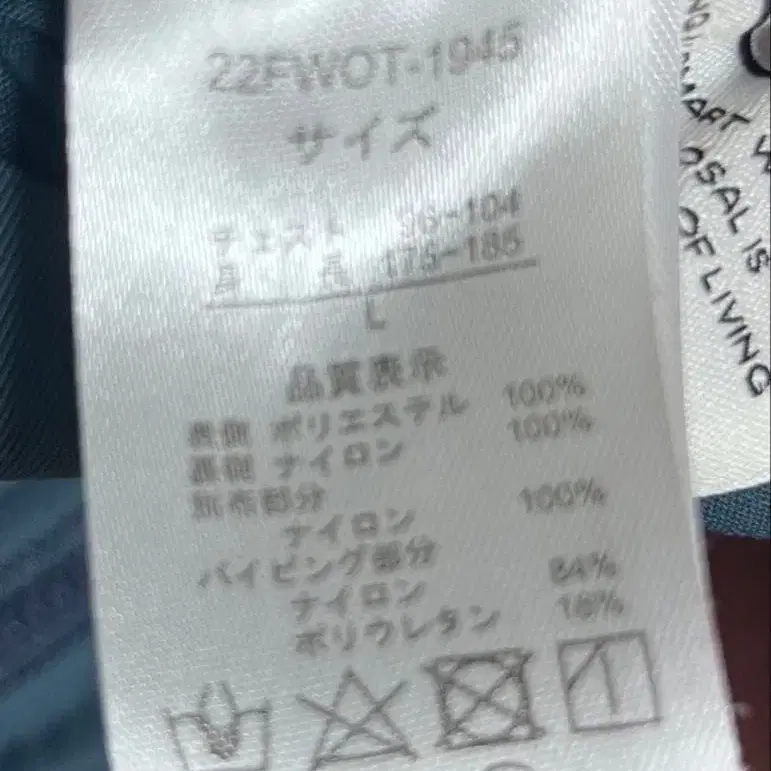 22FWOT-1945
サイズ
チェスト 96-104
身 長 175-185
L
品質表示
表側 ポリエステル 100%
裏側 ナイロン 100%
別布部分
ナイロン 100%
パイピング部分
ナイロン 84%
ポリウレタン 16%
OSAL IS
OF LIVING